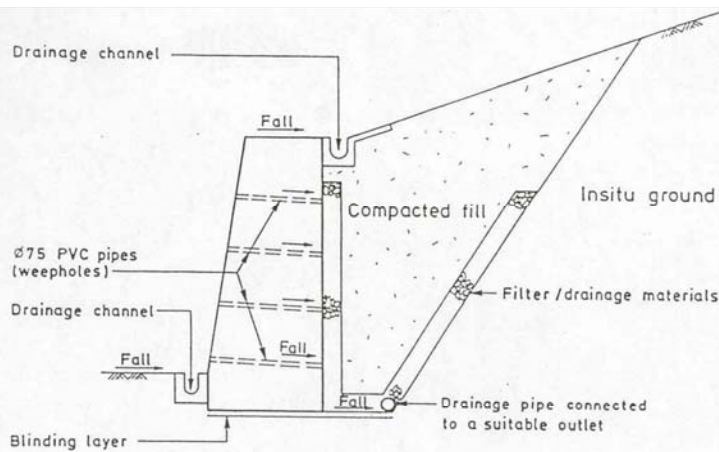 Drainage channel
Fall
Compacted fill
Insitu ground
Ø75 PVC pipes
(weepholes)
Filter/drainage materials
Drainage channel
Fall
Fall
Fall
Drainage pipe connected
to a suitable outlet
Blinding layer